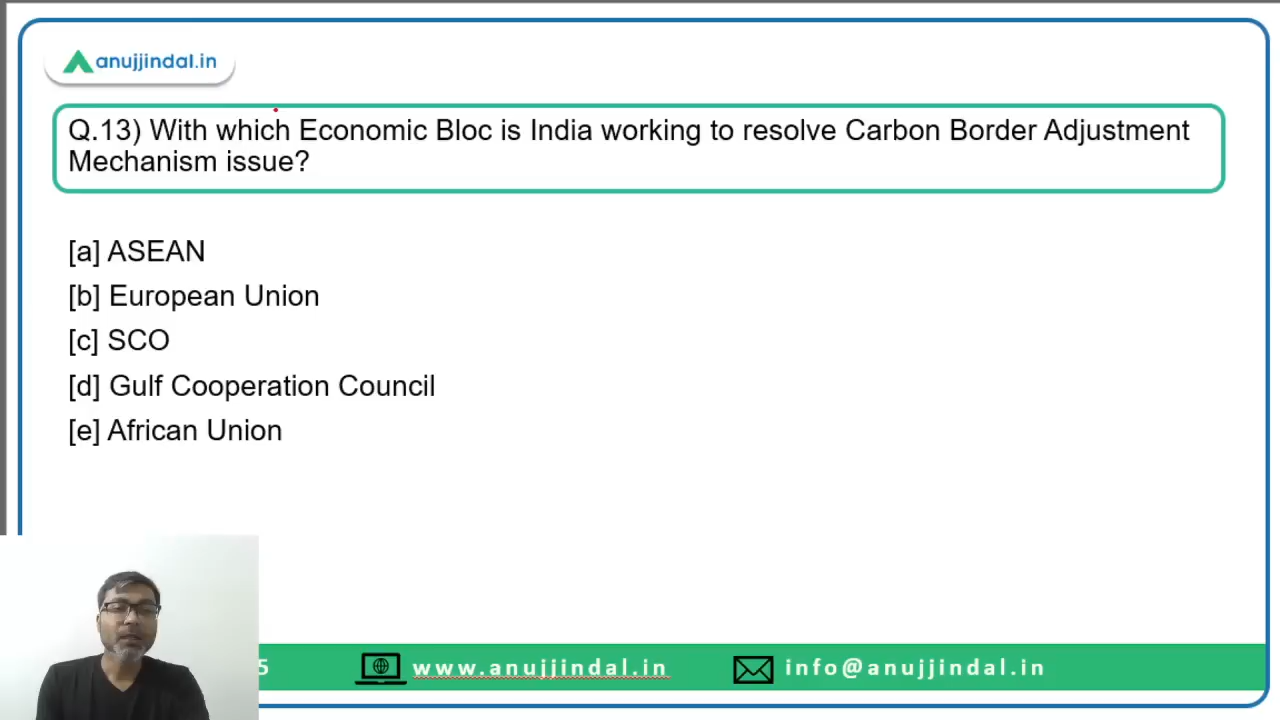 anujjindal.in
Q.13) With which Economic Bloc is India working to resolve Carbon Border Adjustment
Mechanism issue?
[a] ASEAN
[b] European Union
[c] SCO
[d] Gulf Cooperation Council
[e] African Union
5 www.anujjindal.in info@anujjindal.in